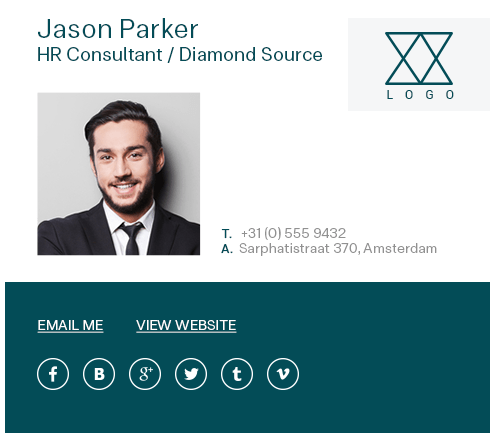 Jason Parker
HR Consultant / Diamond Source
LOGO
T. +31 (0) 555 9432
A. Sarphatistraat 370, Amsterdam
EMAIL ME VIEW WEBSITE